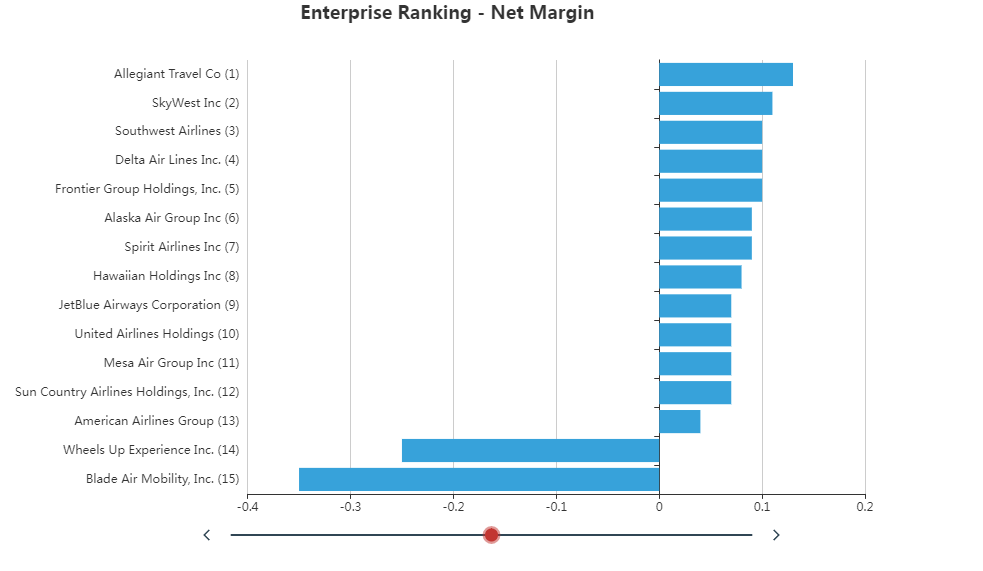 Enterprise Ranking - Net Margin
Allegiant Travel Co (1)
SkyWest Inc (2)
Southwest Airlines (3)
Delta Air Lines Inc. (4)
Frontier Group Holdings, Inc. (5)
Alaska Air Group Inc (6)
Spirit Airlines Inc (7)
Hawaiian Holdings Inc (8)
JetBlue Airways Corporation (9)
United Airlines Holdings (10)
Mesa Air Group Inc (11)
Sun Country Airlines Holdings, Inc. (12)
American Airlines Group (13)
Wheels Up Experience Inc. (14)
Blade Air Mobility, Inc. (15)
-0.4 -0.3 -0.2 -0.1 0 0.1 0.2